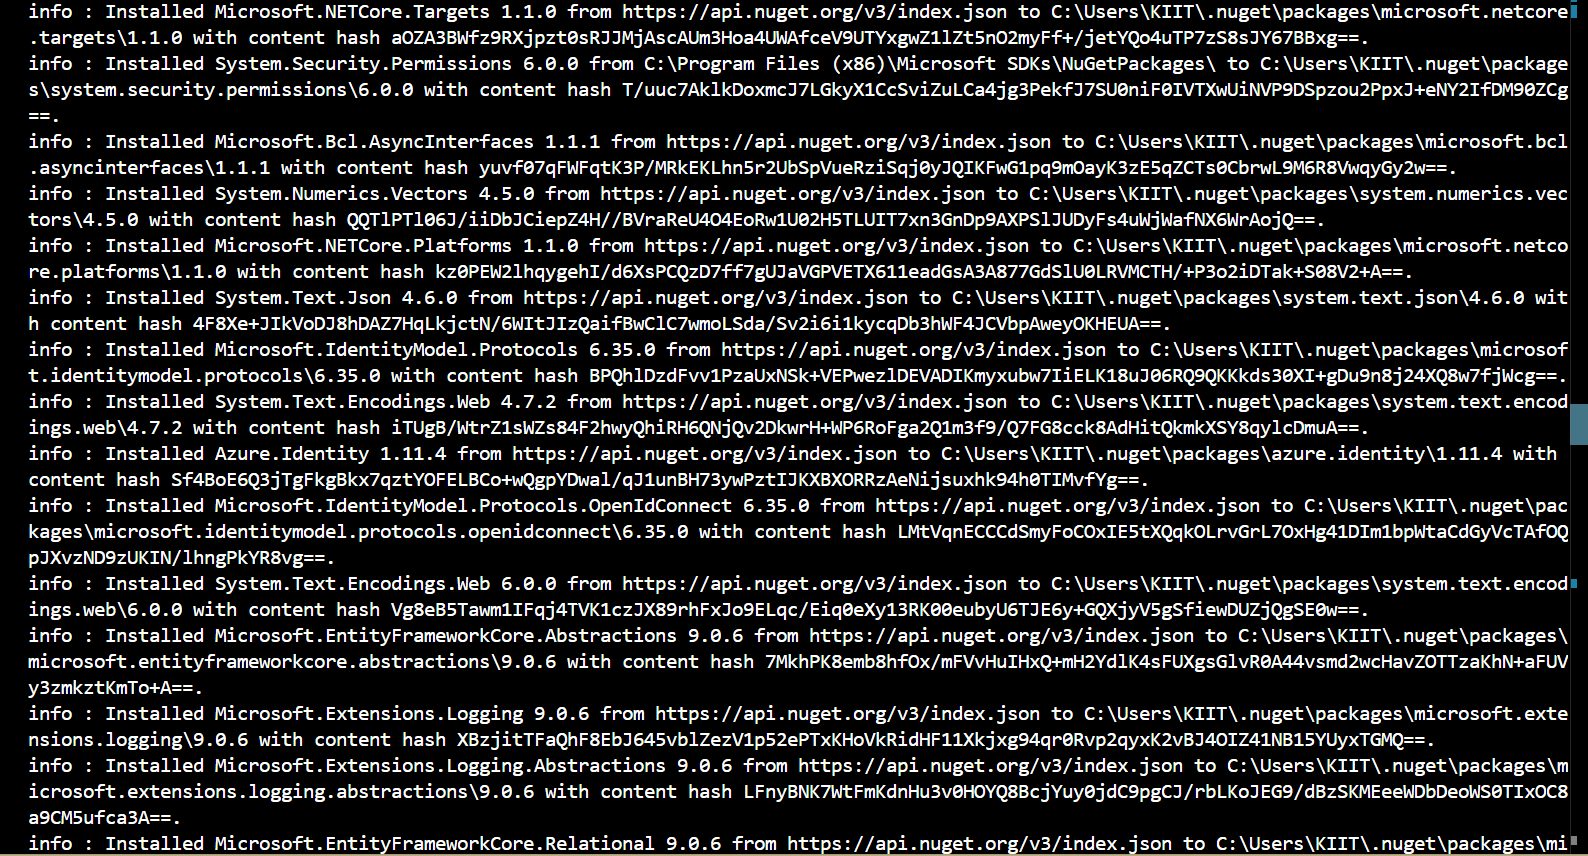 info : Installed Microsoft.NETCore.Targets 1.1.0 from https://api.nuget.org/v3/index.json to C:\Users\KIIT\.nuget\packages\microsoft.netcore
.targets\1.1.0 with content hash aOZA3BWfz9RXjpzt0sRJJMjAscAUm3Hoa4UWAfceV9UTYxgwZ1lZt5nO2myFf+/jetYQo4uTP7zS8sJY67BBxg==.
info : Installed System.Security.Permissions 6.0.0 from C:\Program Files (x86)\Microsoft SDKs\NuGetPackages\ to C:\Users\KIIT\.nuget\package
s\system.security.permissions\6.0.0 with content hash T/uuc7AklkDoxmcJ7LGkyX1CcSviZuLCa4jg3PekfJ7SU0niF0IVTXwUiNVP9DSpzou2PpxJ+eNY2IfDM90ZCg
==.
info : Installed Microsoft.Bcl.AsyncInterfaces 1.1.1 from https://api.nuget.org/v3/index.json to C:\Users\KIIT\.nuget\packages\microsoft.bcl
.asyncinterfaces\1.1.1 with content hash yuvf07qFWFqtK3P/MRkEKLhn5r2UbSpVueRziSqj0yJQIKFwG1pq9mOayK3zE5qZCTs0CbrwL9M6R8VwqyGy2w==.
info : Installed System.Numerics.Vectors 4.5.0 from https://api.nuget.org/v3/index.json to C:\Users\KIIT\.nuget\packages\system.numerics.vec
tors\4.5.0 with content hash QQTlPTl06J/iiDbJCiepZ4H//BVraReU4O4EoRw1U02H5TLUIT7xn3GnDp9AXPSlJUDyFs4uWjWafNX6WrAojQ==.
info : Installed Microsoft.NETCore.Platforms 1.1.0 from https://api.nuget.org/v3/index.json to C:\Users\KIIT\.nuget\packages\microsoft.netco
re.platforms\1.1.0 with content hash kz0PEW2lhqygehI/d6XsPCQzD7ff7gUJaVGPVETX611eadGsA3A877GdSlU0LRVMCTH/+P3o2iDTak+S08V2+A==.
info : Installed System.Text.Json 4.6.0 from https://api.nuget.org/v3/index.json to C:\Users\KIIT\.nuget\packages\system.text.json\4.6.0 wit
h content hash 4F8Xe+JIkVoDJ8hDAZ7HqLkjctN/6WItJIzQaifBwClC7wmoLSda/Sv2i6i1kycqDb3hWF4JCVbpAweyOKHEUA==.
info : Installed Microsoft.IdentityModel.Protocols 6.35.0 from https://api.nuget.org/v3/index.json to C:\Users\KIIT\.nuget\packages\microsof
t.identitymodel.protocols\6.35.0 with content hash BPQhlDzdFvv1PzaUxNSk+VEPwezlDEVADIKmyxubw7IiELK18uJ06RQ9QKKkds30XI+gDu9n8j24XQ8w7fjWcg==.
info : Installed System.Text.Encodings.Web 4.7.2 from https://api.nuget.org/v3/index.json to C:\Users\KIIT\.nuget\packages\system.text.encod
ings.web\4.7.2 with content hash iTUgB/WtrZ1sWZs84F2hwyQhiRH6QNjQv2DkwrH+WP6RoFga2Q1m3f9/Q7FG8cck8AdHitQkmkXSY8qylcDmuA==.
info : Installed Azure.Identity 1.11.4 from https://api.nuget.org/v3/index.json to C:\Users\KIIT\.nuget\packages\azure.identity\1.11.4 with
content hash Sf4BoE6Q3jTgFkgBkx7qztYOFELBCo+wQgpYDwal/qJ1unBH73ywPztIJKXBXORRzAeNijsuxhk94h0TIMvfYg==.
info : Installed Microsoft.IdentityModel.Protocols.OpenIdConnect 6.35.0 from https://api.nuget.org/v3/index.json to C:\Users\KIIT\.nuget\pac
kages\microsoft.identitymodel.protocols.openidconnect\6.35.0 with content hash LMtVqnECCCdSmyFoCOxIE5tXQqkOLrvGrL7OxHg41DIm1bpWtaCdGyVcTAfOQ
pJXvzND9zUKIN/lhngPkYR8vg==.
info : Installed System.Text.Encodings.Web 6.0.0 from https://api.nuget.org/v3/index.json to C:\Users\KIIT\.nuget\packages\system.text.encod
ings.web\6.0.0 with content hash Vg8eB5Tawm1IFqj4TVK1czJX89rhFxJo9ELqc/Eiq0eXy13RK00eubyU6TJE6y+GQXjyV5gSfiewDUZjQgSE0w==.
info : Installed Microsoft.EntityFrameworkCore.Abstractions 9.0.6 from https://api.nuget.org/v3/index.json to C:\Users\KIIT\.nuget\packages\
microsoft.entityframeworkcore.abstractions\9.0.6 with content hash 7MkhPK8emb8hfOx/mFVvHuIHxQ+mH2YdlK4sFUXgsGlvR0A44vsmd2wcHavZOTTzaKhN+aFUV
y3zmkztKmTo+A==.
info : Installed Microsoft.Extensions.Logging 9.0.6 from https://api.nuget.org/v3/index.json to C:\Users\KIIT\.nuget\packages\microsoft.exte
nsions.logging\9.0.6 with content hash XBzjitTFaQhF8EbJ645vblZezV1p52ePTxKHoVkRidHF11Xkjxg94qr0Rvp2qyxK2vBJ4OIZ41NB15YUyxTGMQ==.
info : Installed Microsoft.Extensions.Logging.Abstractions 9.0.6 from https://api.nuget.org/v3/index.json to C:\Users\KIIT\.nuget\packages\m
icrosoft.extensions.logging.abstractions\9.0.6 with content hash LFnyBNK7WtFmKdnHu3v0HOYQ8BcjYuy0jdC9pgCJ/rbLKoJEG9/dBzSKMEeeWDbDeoWS0TIxOC8
a9CM5ufca3A==.
info : Installed Microsoft.EntityFrameworkCore.Relational 9.0.6 from https://api.nuget.org/v3/index.json to C:\Users\KIIT\.nuget\packages\mi